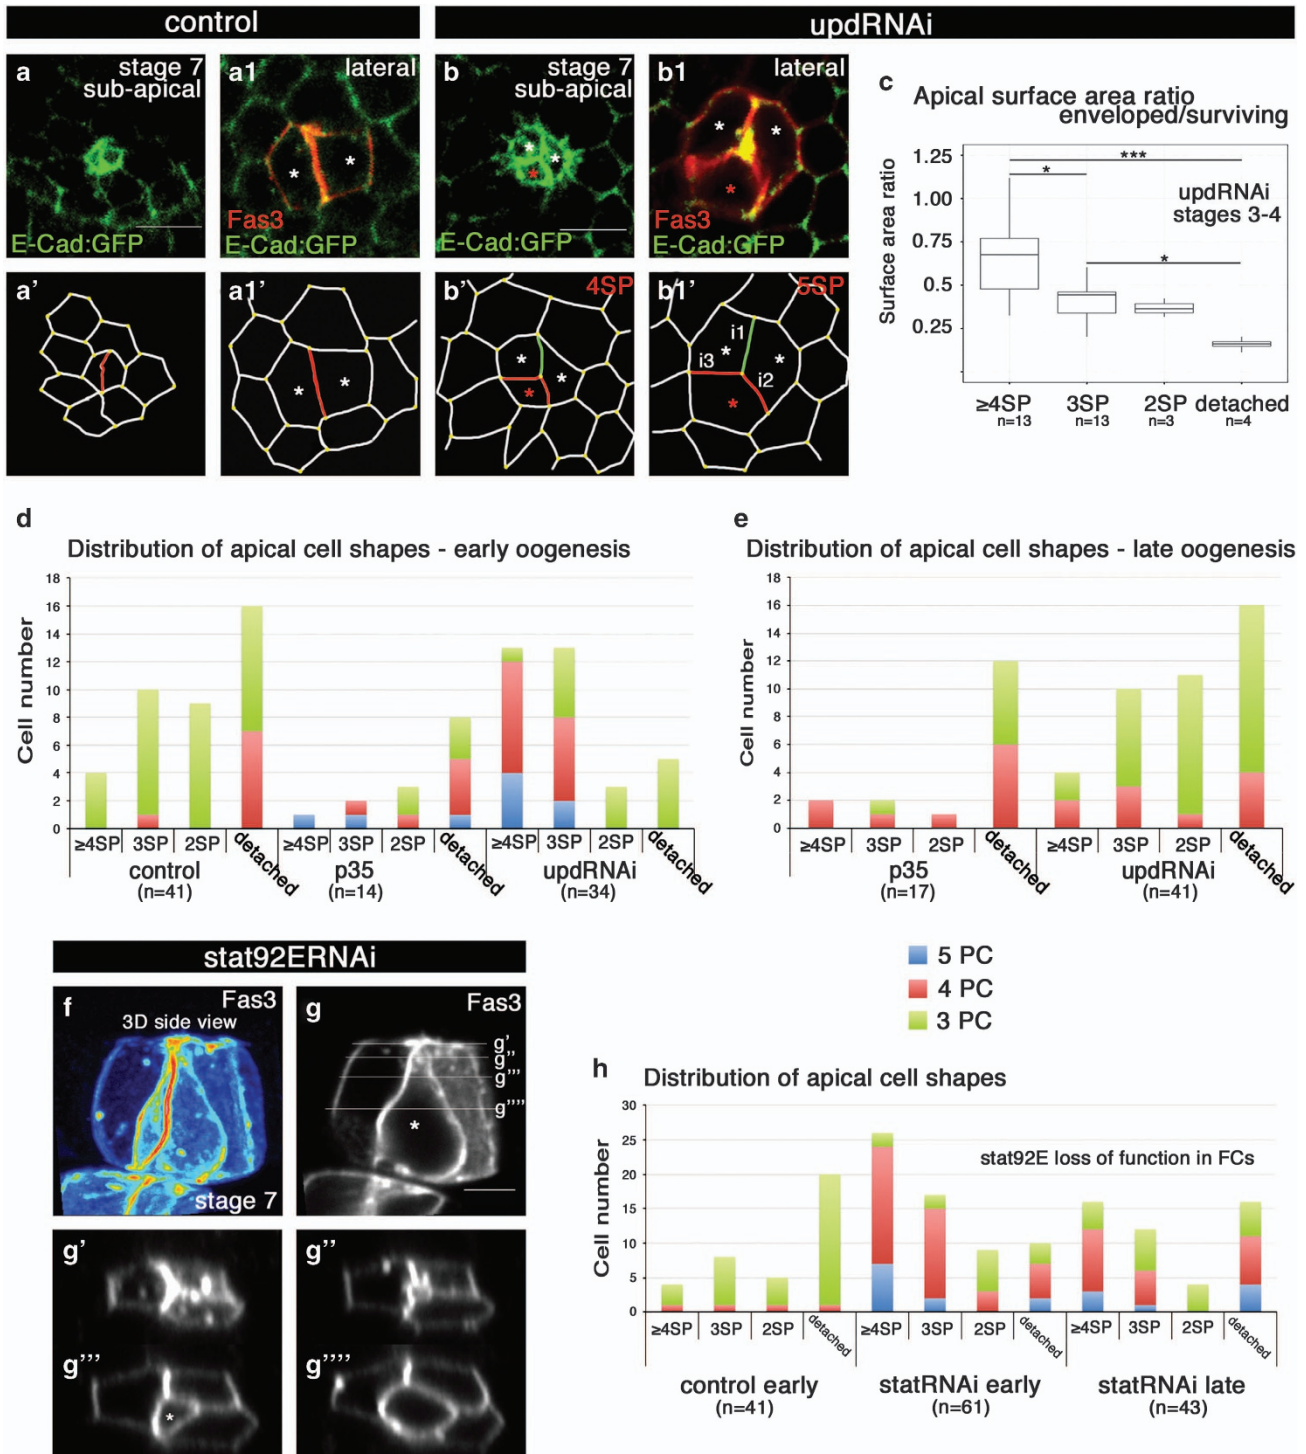 control
updRNAi
a
stage 7
sub-apical
E-Cad:GFP
a1
lateral
Fas3
E-Cad:GFP
b
stage 7
sub-apical
E-Cad:GFP
b1
lateral
Fas3
E-Cad:GFP
a'
a1'
b'
4SP
b1'
5SP
i1
i2
i3
c
Apical surface area ratio
enveloped/surviving
Surface area ratio
1.25
1.00
0.75
0.5
0.25
***
*
*
updRNAi
stages 3-4
≥4SP 3SP 2SP detached
n=13 n=13 n=3 n=4
d
Distribution of apical cell shapes - early oogenesis
Cell number
18
16
14
12
10
8
6
4
2
0
≥4SP 3SP 2SP detached ≥4SP 3SP 2SP detached ≥4SP 3SP 2SP detached
control p35 updRNAi
(n=41) (n=14) (n=34)
e
Distribution of apical cell shapes - late oogenesis
Cell number
18
16
14
12
10
8
6
4
2
0
≥4SP 3SP 2SP detached ≥4SP 3SP 2SP detached
p35 updRNAi
(n=17) (n=41)
5 PC
4 PC
3 PC
stat92ERNAi
f
Fas3
3D side view
stage 7
g
Fas3
g'
g''
g'''
g''''
*
g'
g''
g'''
*
g''''
h
Distribution of apical cell shapes
stat92E loss of function in FCs
Cell number
30
25
20
15
10
5
0
≥4SP 3SP 2SP detached ≥4SP 3SP 2SP detached ≥4SP 3SP 2SP detached
control early statRNAi early statRNAi late
(n=41) (n=61) (n=43)